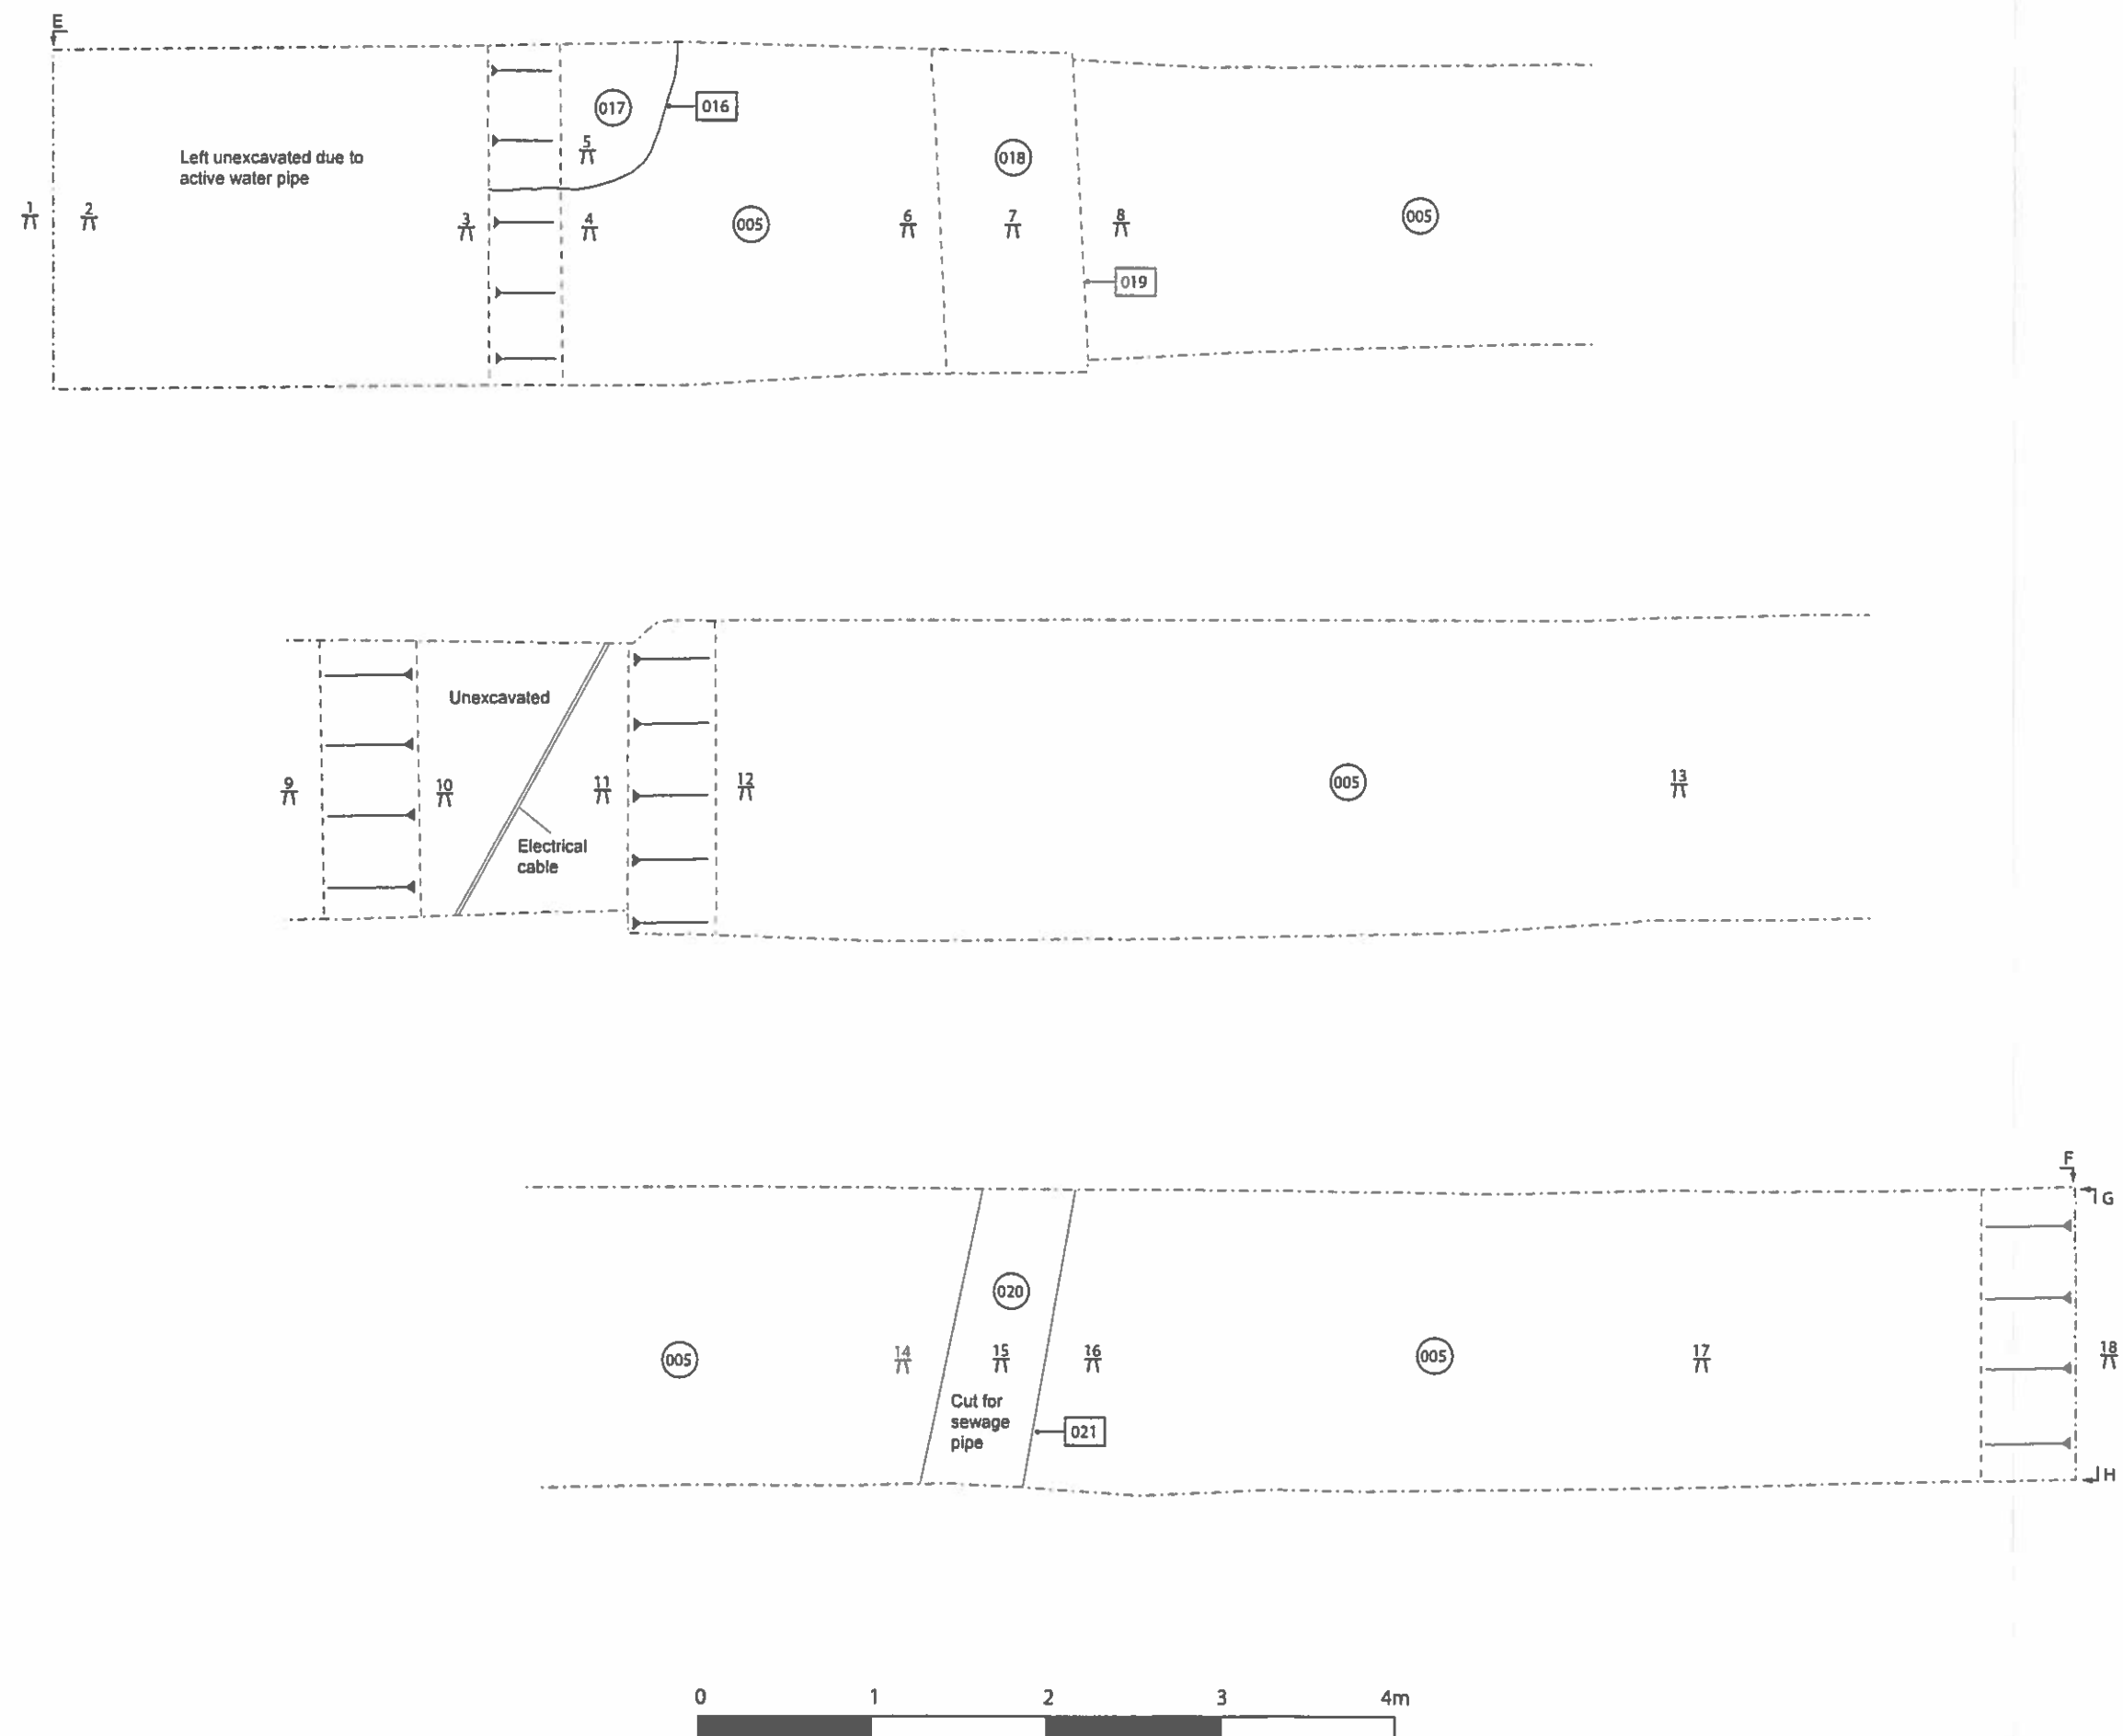 E
017
016
5
018
Left unexcavated due to
active water pipe
1
2
3
4
005
6
7
8
005
019
Unexcavated
9
10
11
12
005
13
Electrical
cable
F
G
020
005
14
15
16
005
17
18
Cut for
sewage
pipe
021
H
0 1 2 3 4m